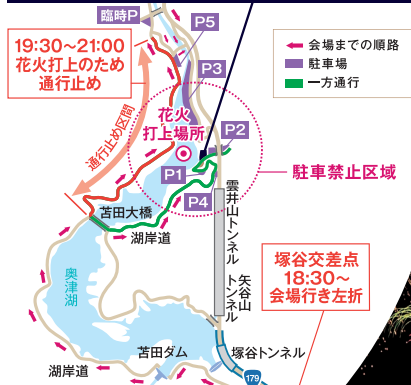 臨時P
P5
19:30～21:00
花火打上のため
通行止め
会場までの順路
駐車場
一方通行
P3
通行止め区間
花火
打上場所
P2
P1
駐車禁止区域
P4
苫田大橋
湖岸道
雲井山トンネル
奥津湖
矢谷山
トンネル
塚谷交差点
18:30～
会場行き左折
苫田ダム
塚谷トンネル
湖岸道
179